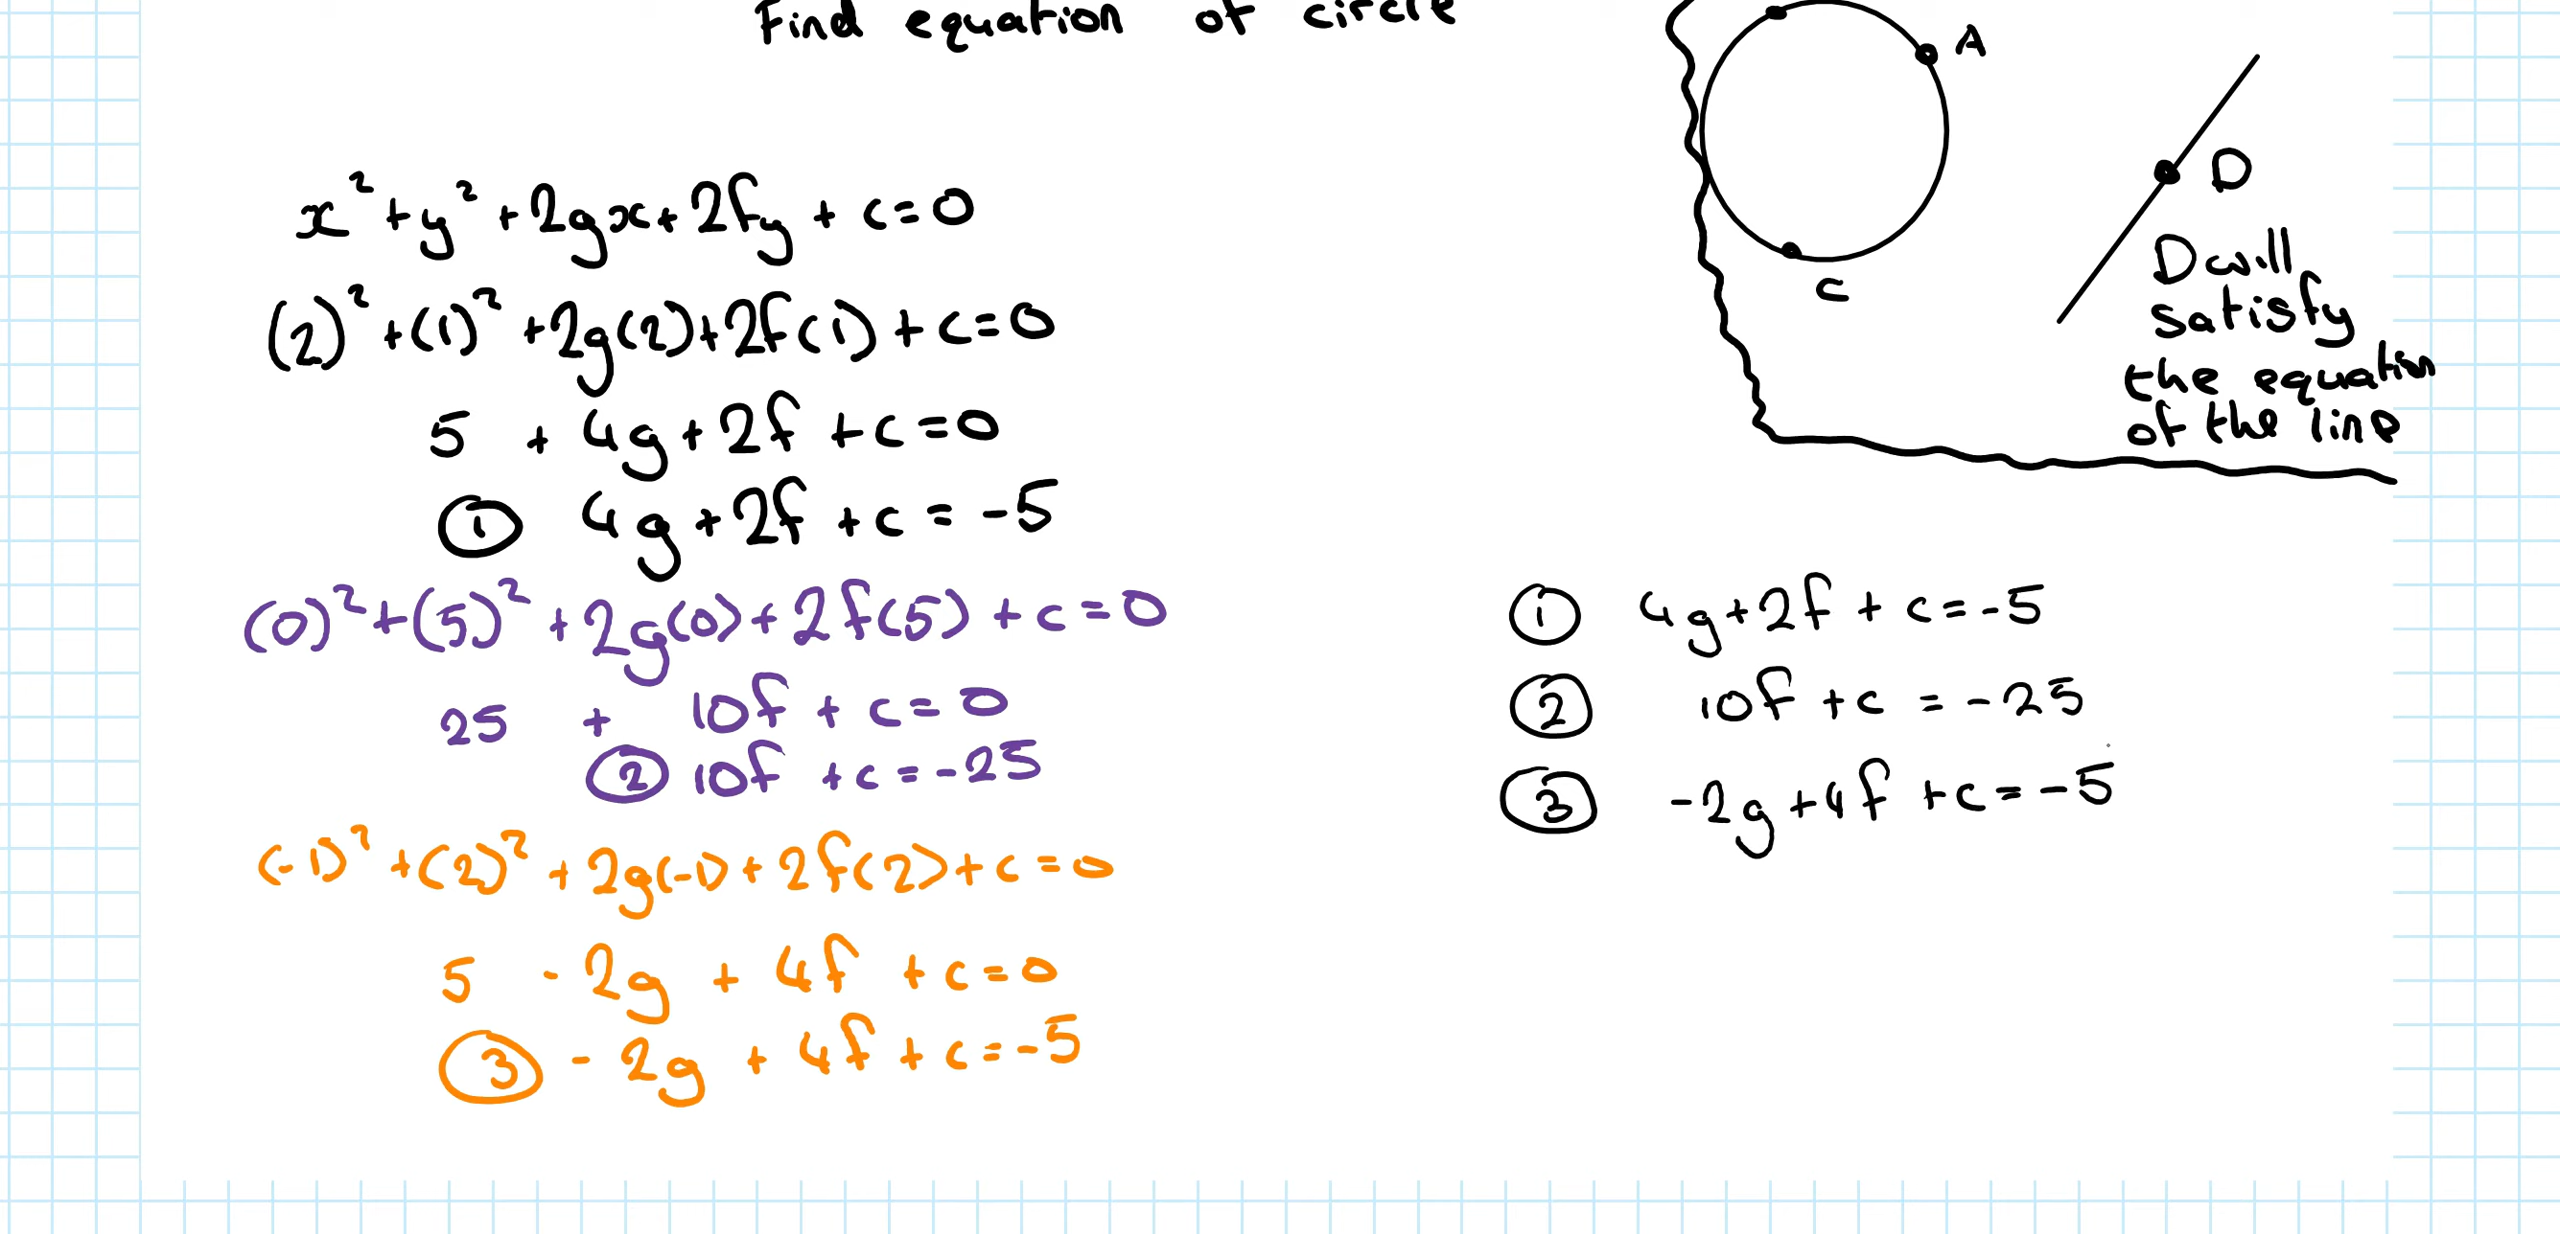 Find equation of circle
A
D
C
D will
satisfy
the equation
of the line
x² + y² + 2gx + 2fy + c = 0
(2)² + (1)² + 2g(2) + 2f(1) + c = 0
5 + 4g + 2f + c = 0
① 4g + 2f + c = -5
(0)² + (5)² + 2g(0) + 2f(5) + c = 0
25 + 10f + c = 0
② 10f + c = -25
(-1)² + (2)² + 2g(-1) + 2f(2) + c = 0
5 - 2g + 4f + c = 0
③ - 2g + 4f + c = -5
① 4g + 2f + c = -5
② 10f + c = -25
③ -2g + 4f + c = -5